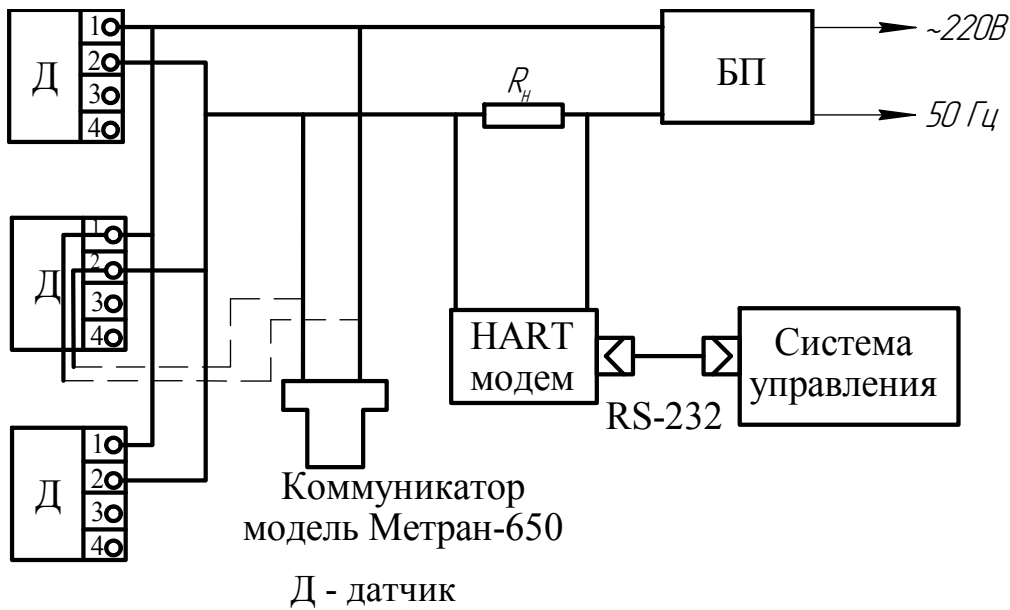 Д
1
2
3
4
Rн
БП
~220В
50 Гц
Д
1
2
3
4
HART
модем
RS-232
Система
управления
Д
1
2
3
4
Коммуникатор
модель Метран-650
Д - датчик